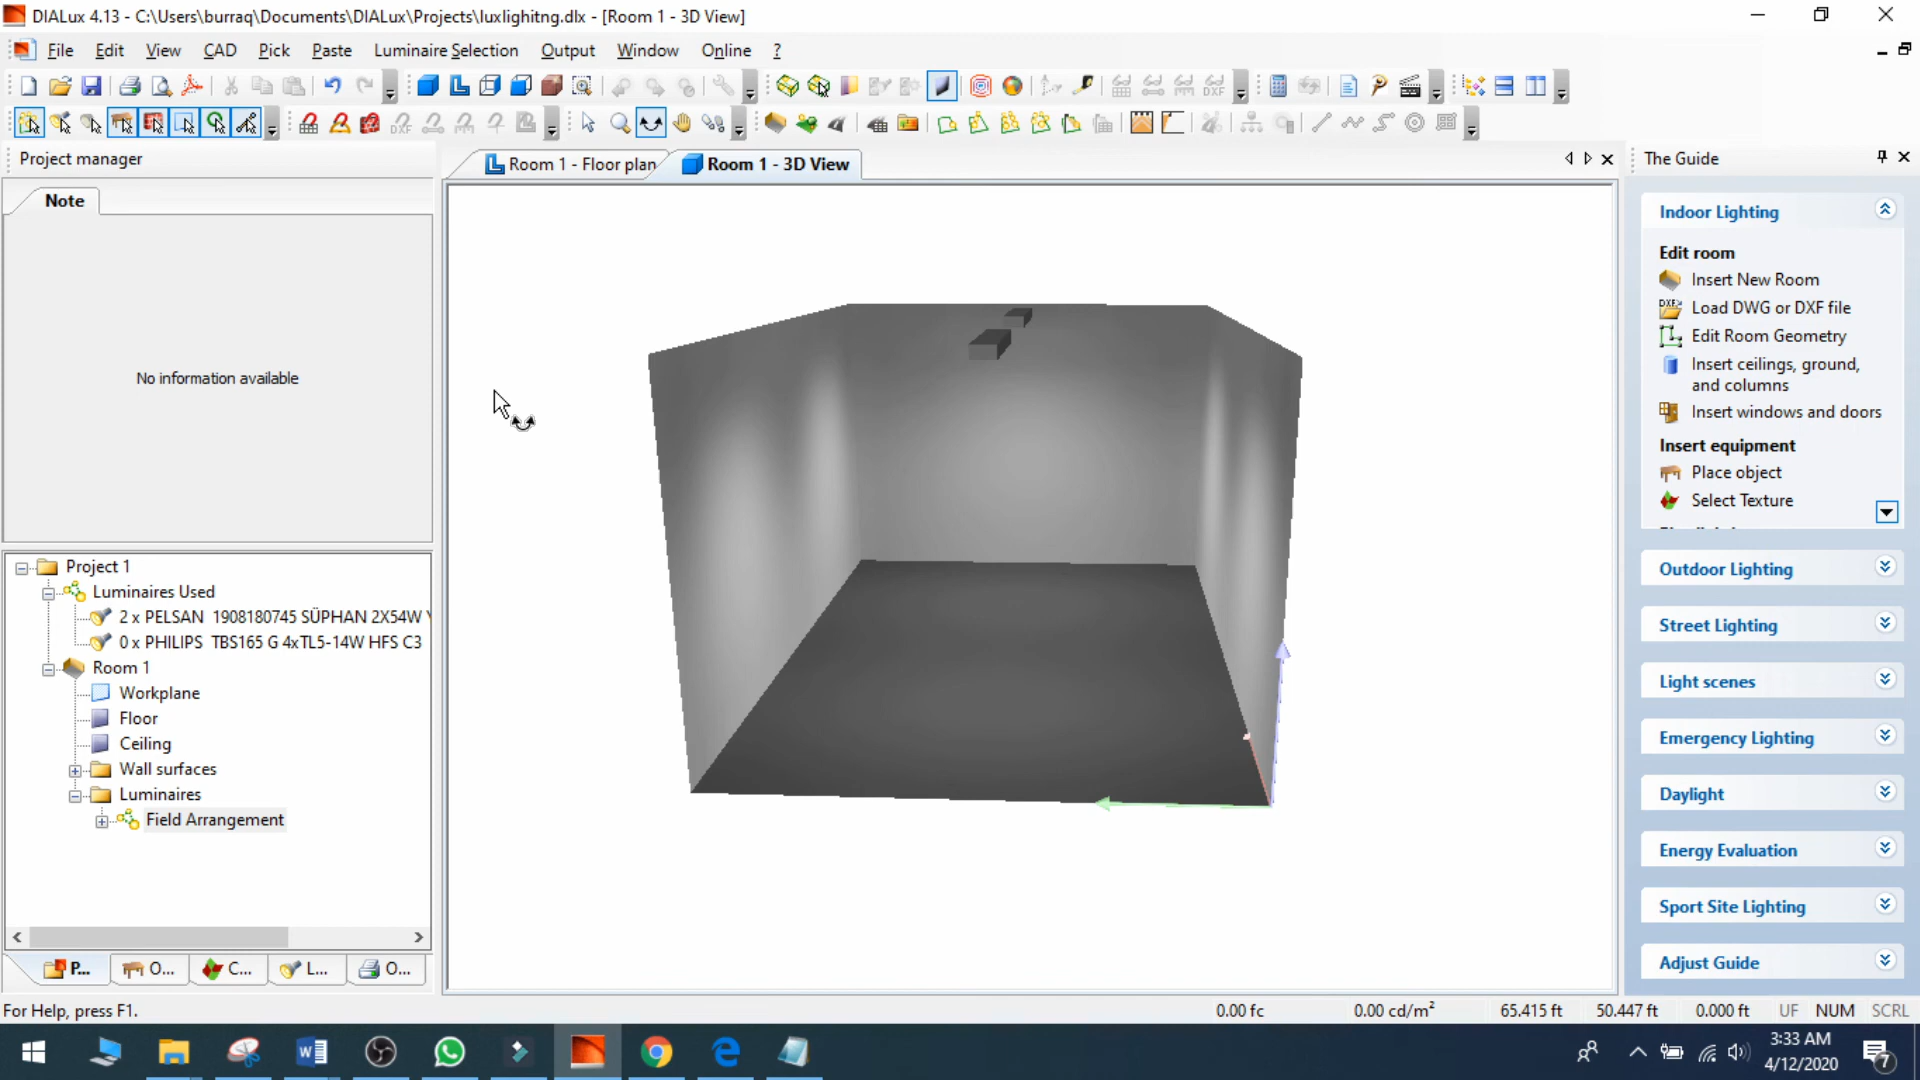 DIALux 4.13 - C:\Users\burraq\Documents\DIALux\Projects\luxlighitng.dlx - [Room 1 - 3D View]
File Edit View CAD Pick Paste Luminaire Selection Output Window Online ?
DXF DXF
Project manager
Room 1 - Floor plan
Room 1 - 3D View
The Guide
Note
No information available
Project 1
Luminaires Used
2 x PELSAN 1908180745 SÜPHAN 2X54W
0 x PHILIPS TBS165 G 4xTL5-14W HFS C3
Room 1
Workplane
Floor
Ceiling
Wall surfaces
Luminaires
Field Arrangement
P... O... C... L... O...
Indoor Lighting
Edit room
Insert New Room
Load DWG or DXF file
Edit Room Geometry
Insert ceilings, ground,
and columns
Insert windows and doors
Insert equipment
Place object
Select Texture
Outdoor Lighting
Street Lighting
Light scenes
Emergency Lighting
Daylight
Energy Evaluation
Sport Site Lighting
Adjust Guide
For Help, press F1.
0.00 fc 0.00 cd/m² 65.415 ft 50.447 ft 0.000 ft UF NUM SCRL
3:33 AM
4/12/2020
7